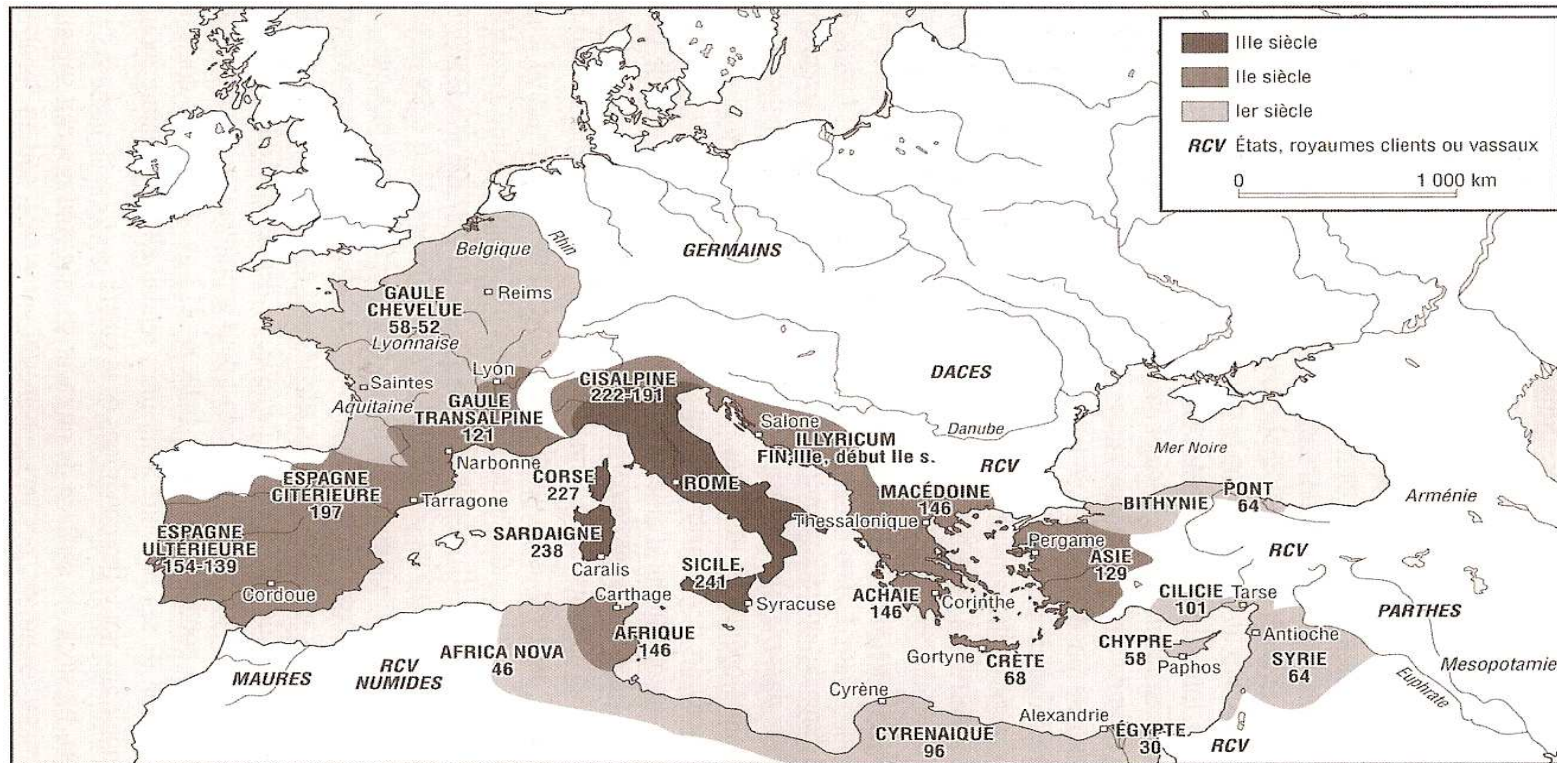 IIIe siècle
IIe siècle
Ier siècle
RCV États, royaumes clients ou vassaux
0 1 000 km
Belgique
Rhin
GERMAINS
GAULE
CHEVELUE
58-52
Reims
Lyonnaise
Saintes
Lyon
Aquitaine
GAULE
TRANSALPINE
121
CISALPINE
222-191
DACES
Salone
Danube
ILLYRICUM
FIN IIIe, début IIe s.
RCV
Mer Noire
Narbonne
ESPAGNE
CITÉRIEURE
197
Tarragone
CORSE
227
ROME
MACÉDOINE
146
Thessalonique
BITHYNIE
PONT
64
Arménie
ESPAGNE
ULTÉRIEURE
154-139
Cordoue
SARDAIGNE
238
Caralis
SICILE,
241
Syracuse
Pergame
ASIE
129
RCV
ACHAIE
146
Corinthe
CILICIE
101
Tarse
PARTHES
Carthage
AFRIQUE
146
AFRICA NOVA
46
MAURES
RCV
NUMIDES
Gortyne
CRÈTE
68
CHYPRE
58
Paphos
Antioche
SYRIE
64
Mesopotamie
Euphrate
Cyrène
CYRENAIQUE
96
Alexandrie
ÉGYPTE
30
RCV